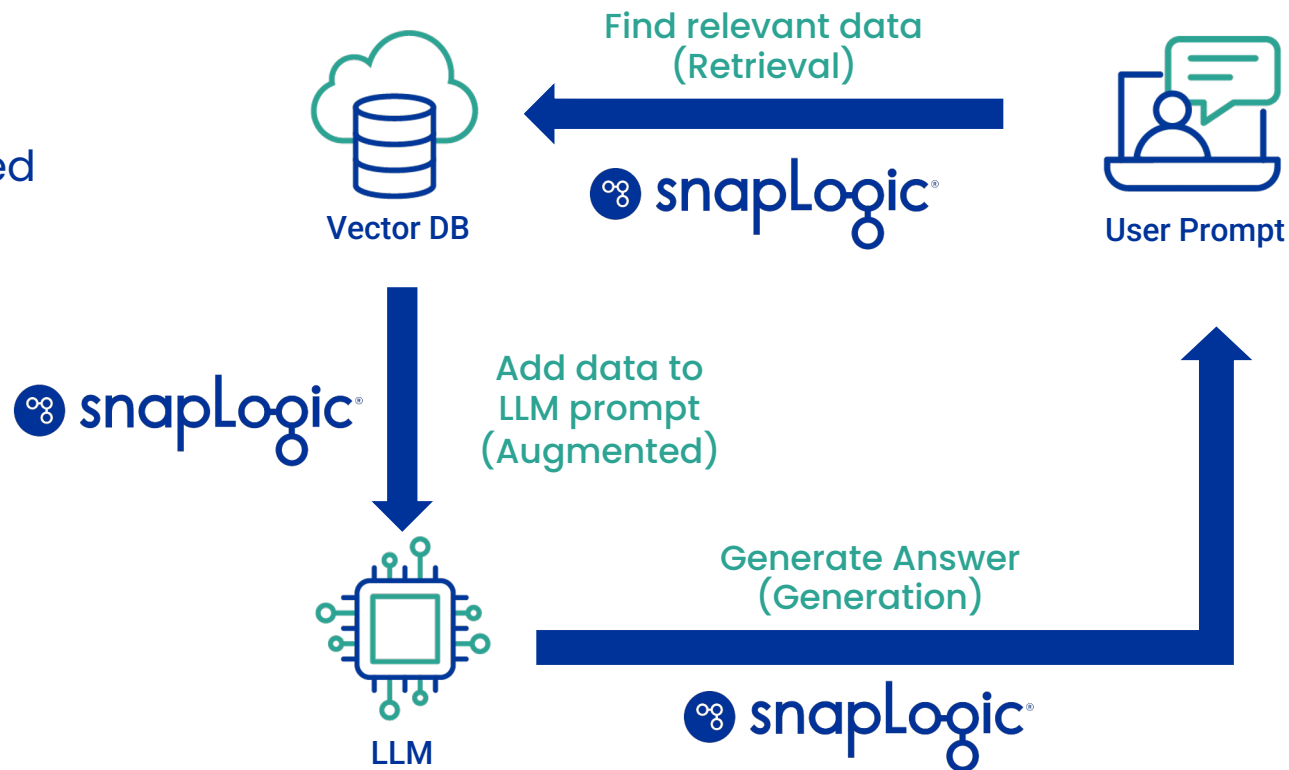 Find relevant data
(Retrieval)
ed
snapLogic®
Vector DB
User Prompt
Add data to
LLM prompt
(Augmented)
snapLogic®
Generate Answer
(Generation)
snapLogic®
LLM